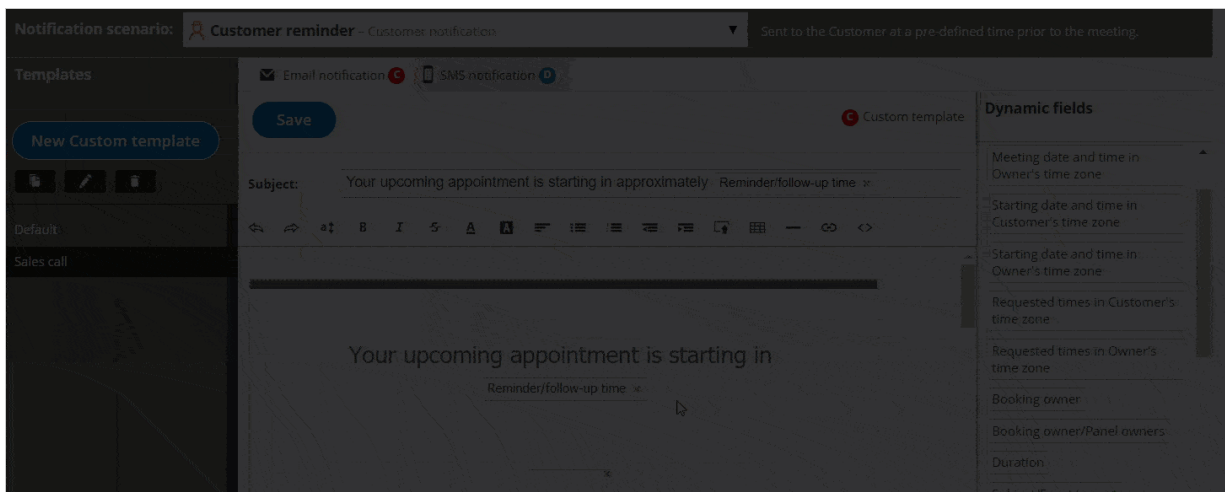 Notification scenario: Customer reminder – Customer notification ▼ Sent to the Customer at a pre-defined time prior to the meeting.
Templates
Email notification C
SMS notification D
New Custom template
Save
C Custom template
Subject: Your upcoming appointment is starting in approximately Reminder/follow-up time ×
Default
Sales call
Your upcoming appointment is starting in
Reminder/follow-up time ×
Dynamic fields
Meeting date and time in
Owner's time zone
Starting date and time in
Customer's time zone
Starting date and time in
Owner's time zone
Requested times in Customer's
time zone
Requested times in Owner's
time zone
Booking owner
Booking owner/Panel owners
Duration